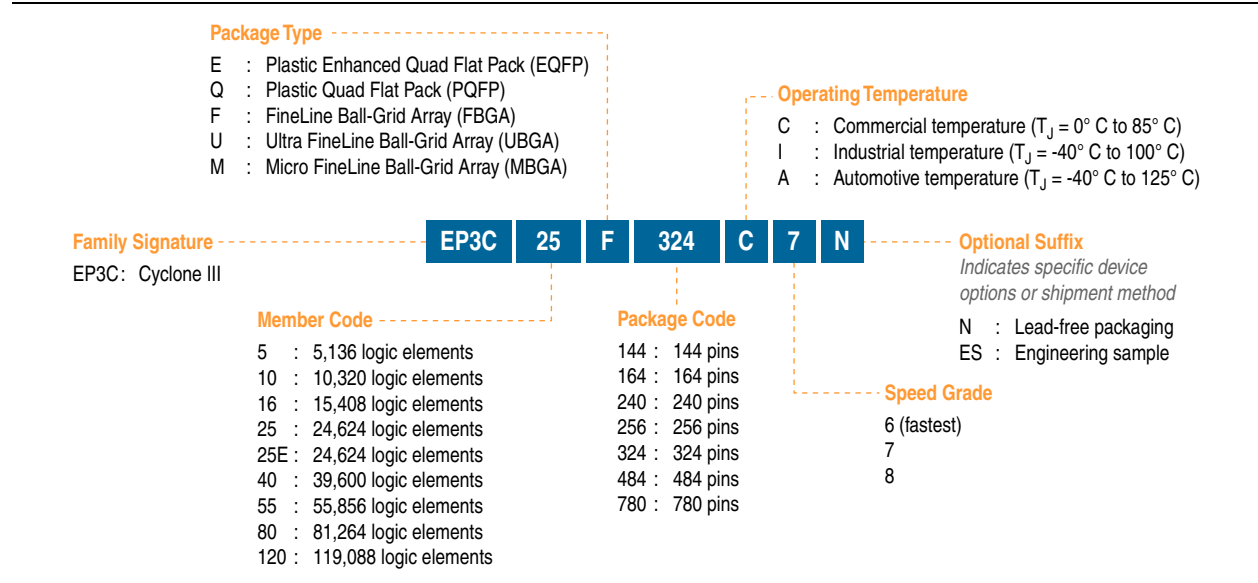 Package Type
E : Plastic Enhanced Quad Flat Pack (EQFP)
Q : Plastic Quad Flat Pack (PQFP)
F : FineLine Ball-Grid Array (FBGA)
U : Ultra FineLine Ball-Grid Array (UBGA)
M : Micro FineLine Ball-Grid Array (MBGA)
Operating Temperature
C : Commercial temperature (TJ = 0° C to 85° C)
I : Industrial temperature (TJ = -40° C to 100° C)
A : Automotive temperature (TJ = -40° C to 125° C)
Family Signature
EP3C : Cyclone III
EP3C 25 F 324 C 7 N
Optional Suffix
Indicates specific device
options or shipment method
N : Lead-free packaging
ES : Engineering sample
Member Code
5 : 5,136 logic elements
10 : 10,320 logic elements
16 : 15,408 logic elements
25 : 24,624 logic elements
25E : 24,624 logic elements
40 : 39,600 logic elements
55 : 55,856 logic elements
80 : 81,264 logic elements
120 : 119,088 logic elements
Package Code
144 : 144 pins
164 : 164 pins
240 : 240 pins
256 : 256 pins
324 : 324 pins
484 : 484 pins
780 : 780 pins
Speed Grade
6 (fastest)
7
8